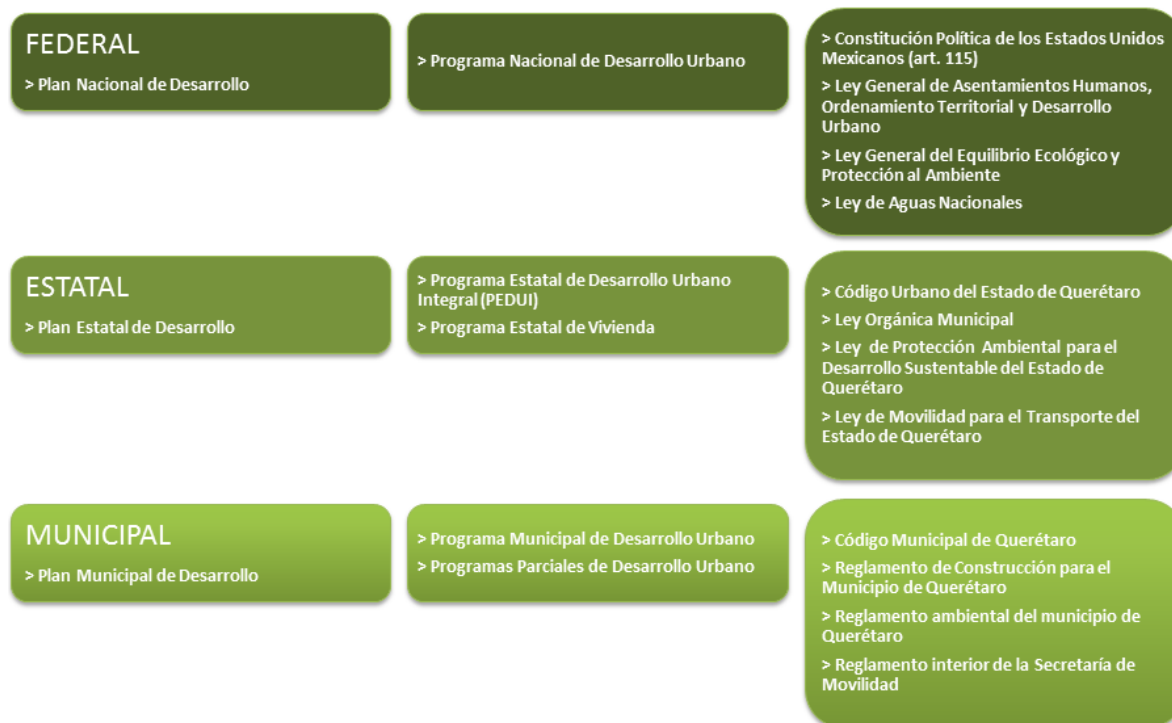 FEDERAL
> Plan Nacional de Desarrollo
> Programa Nacional de Desarrollo Urbano
> Constitución Política de los Estados Unidos
Mexicanos (art. 115)
> Ley General de Asentamientos Humanos,
Ordenamiento Territorial y Desarrollo
Urbano
> Ley General del Equilibrio Ecológico y
Protección al Ambiente
> Ley de Aguas Nacionales
ESTATAL
> Plan Estatal de Desarrollo
> Programa Estatal de Desarrollo Urbano
Integral (PEDUI)
> Programa Estatal de Vivienda
> Código Urbano del Estado de Querétaro
> Ley Orgánica Municipal
> Ley de Protección Ambiental para el
Desarrollo Sustentable del Estado de
Querétaro
> Ley de Movilidad para el Transporte del
Estado de Querétaro
MUNICIPAL
> Plan Municipal de Desarrollo
> Programa Municipal de Desarrollo Urbano
> Programas Parciales de Desarrollo Urbano
> Código Municipal de Querétaro
> Reglamento de Construcción para el
Municipio de Querétaro
> Reglamento ambiental del municipio de
Querétaro
> Reglamento interior de la Secretaría de
Movilidad